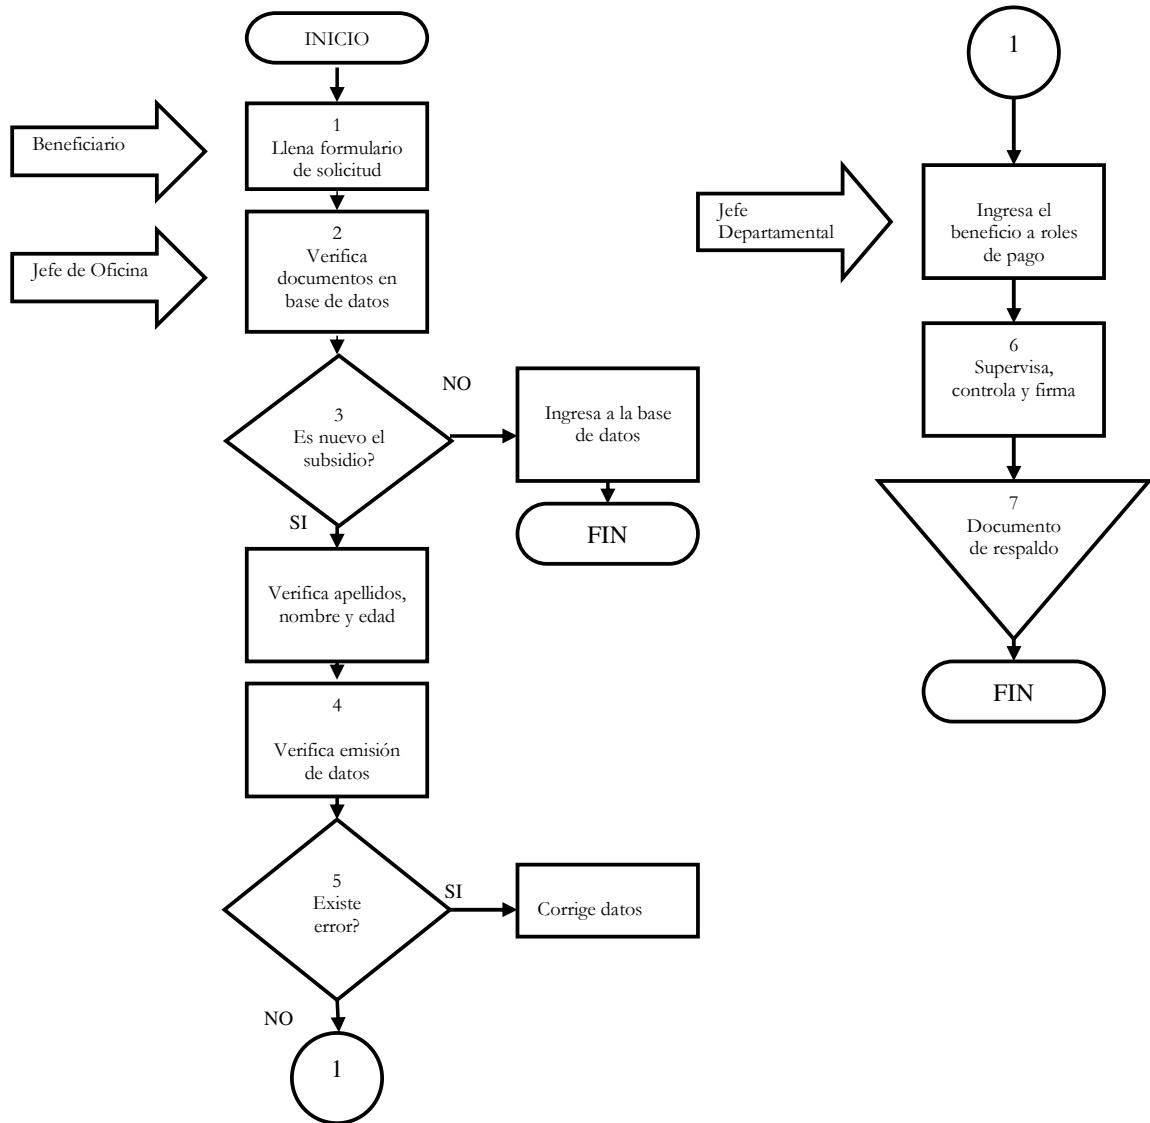 INICIO
Beneficiario
1
Llena formulario
de solicitud
Jefe de Oficina
2
Verifica
documentos en
base de datos
3
Es nuevo el
subsidio?
NO
Ingresa a la base
de datos
FIN
SI
Verifica apellidos,
nombre y edad
4
Verifica emisión
de datos
5
Existe
error?
SI
Corrige datos
NO
1
1
Jefe
Departamental
Ingresa el
beneficio a roles
de pago
6
Supervisa,
controla y firma
7
Documento
de respaldo
FIN